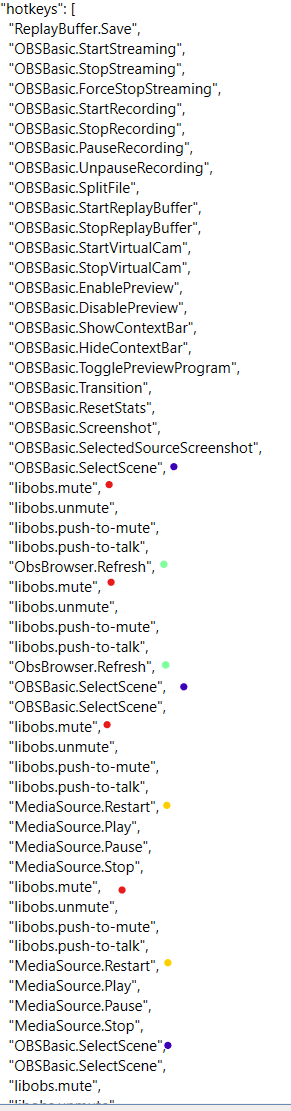 "hotkeys": [
"ReplayBuffer.Save",
"OBSBasic.StartStreaming",
"OBSBasic.StopStreaming",
"OBSBasic.ForceStopStreaming",
"OBSBasic.StartRecording",
"OBSBasic.StopRecording",
"OBSBasic.PauseRecording",
"OBSBasic.UnpauseRecording",
"OBSBasic.SplitFile",
"OBSBasic.StartReplayBuffer",
"OBSBasic.StopReplayBuffer",
"OBSBasic.StartVirtualCam",
"OBSBasic.StopVirtualCam",
"OBSBasic.EnablePreview",
"OBSBasic.DisablePreview",
"OBSBasic.ShowContextBar",
"OBSBasic.HideContextBar",
"OBSBasic.TogglePreviewProgram",
"OBSBasic.Transition",
"OBSBasic.ResetStats",
"OBSBasic.Screenshot",
"OBSBasic.SelectedSourceScreenshot",
"OBSBasic.SelectScene",
"libobs.mute",
"libobs.unmute",
"libobs.push-to-mute",
"libobs.push-to-talk",
"ObsBrowser.Refresh",
"libobs.mute",
"libobs.unmute",
"libobs.push-to-mute",
"libobs.push-to-talk",
"ObsBrowser.Refresh",
"OBSBasic.SelectScene",
"OBSBasic.SelectScene",
"libobs.mute",
"libobs.unmute",
"libobs.push-to-mute",
"libobs.push-to-talk",
"MediaSource.Restart",
"MediaSource.Play",
"MediaSource.Pause",
"MediaSource.Stop",
"libobs.mute",
"libobs.unmute",
"libobs.push-to-mute",
"libobs.push-to-talk",
"MediaSource.Restart",
"MediaSource.Play",
"MediaSource.Pause",
"MediaSource.Stop",
"OBSBasic.SelectScene",
"OBSBasic.SelectScene",
"libobs.mute",